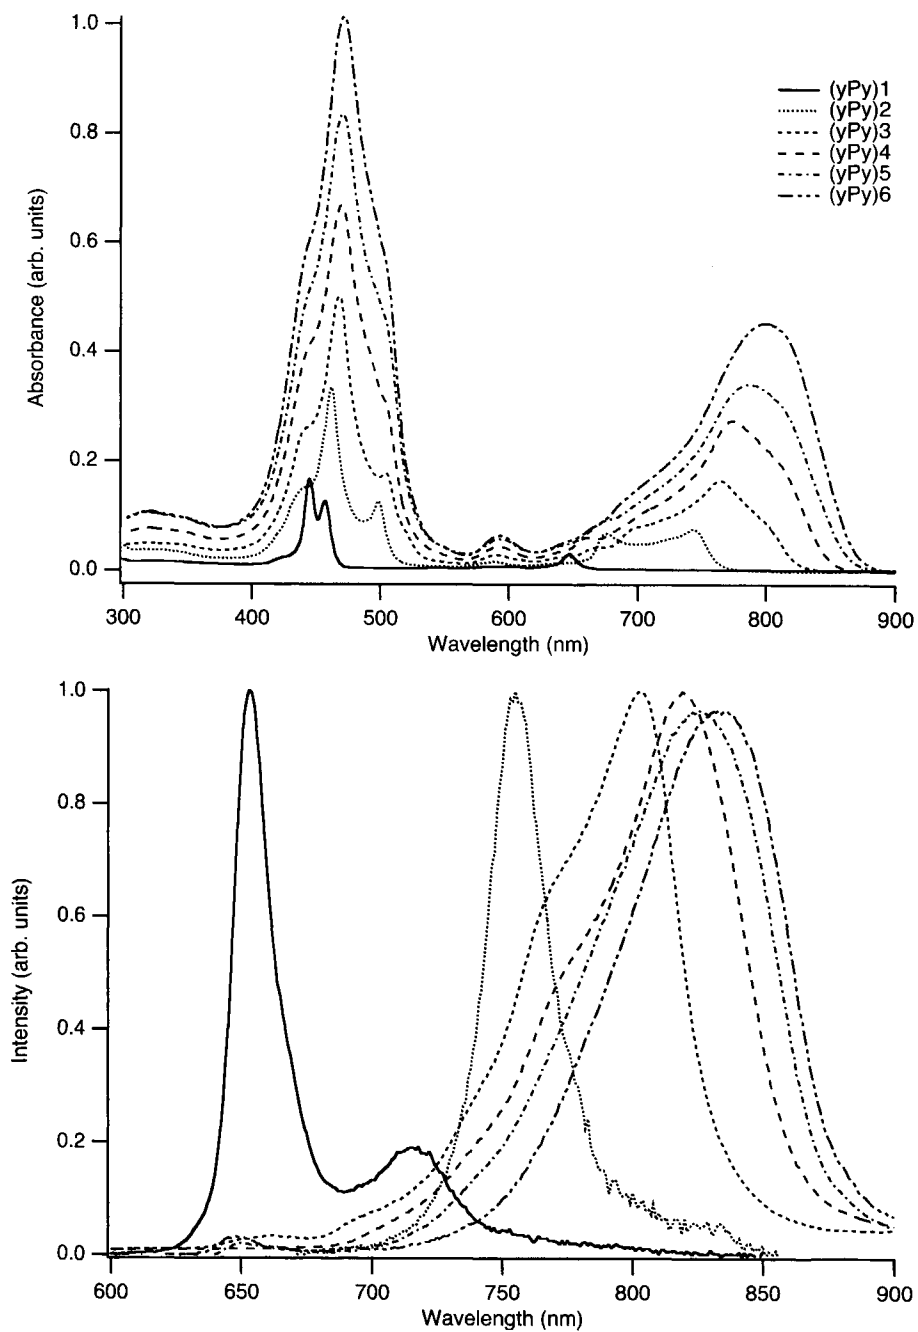 1.0
0.8
0.6
0.4
0.2
0.0
Absorbance (arb. units)
(yPy)1
(yPy)2
(yPy)3
(yPy)4
(yPy)5
(yPy)6
300 400 500 600 700 800 900
Wavelength (nm)
1.0
0.8
0.6
0.4
0.2
0.0
Intensity (arb. units)
600 650 700 750 800 850 900
Wavelength (nm)